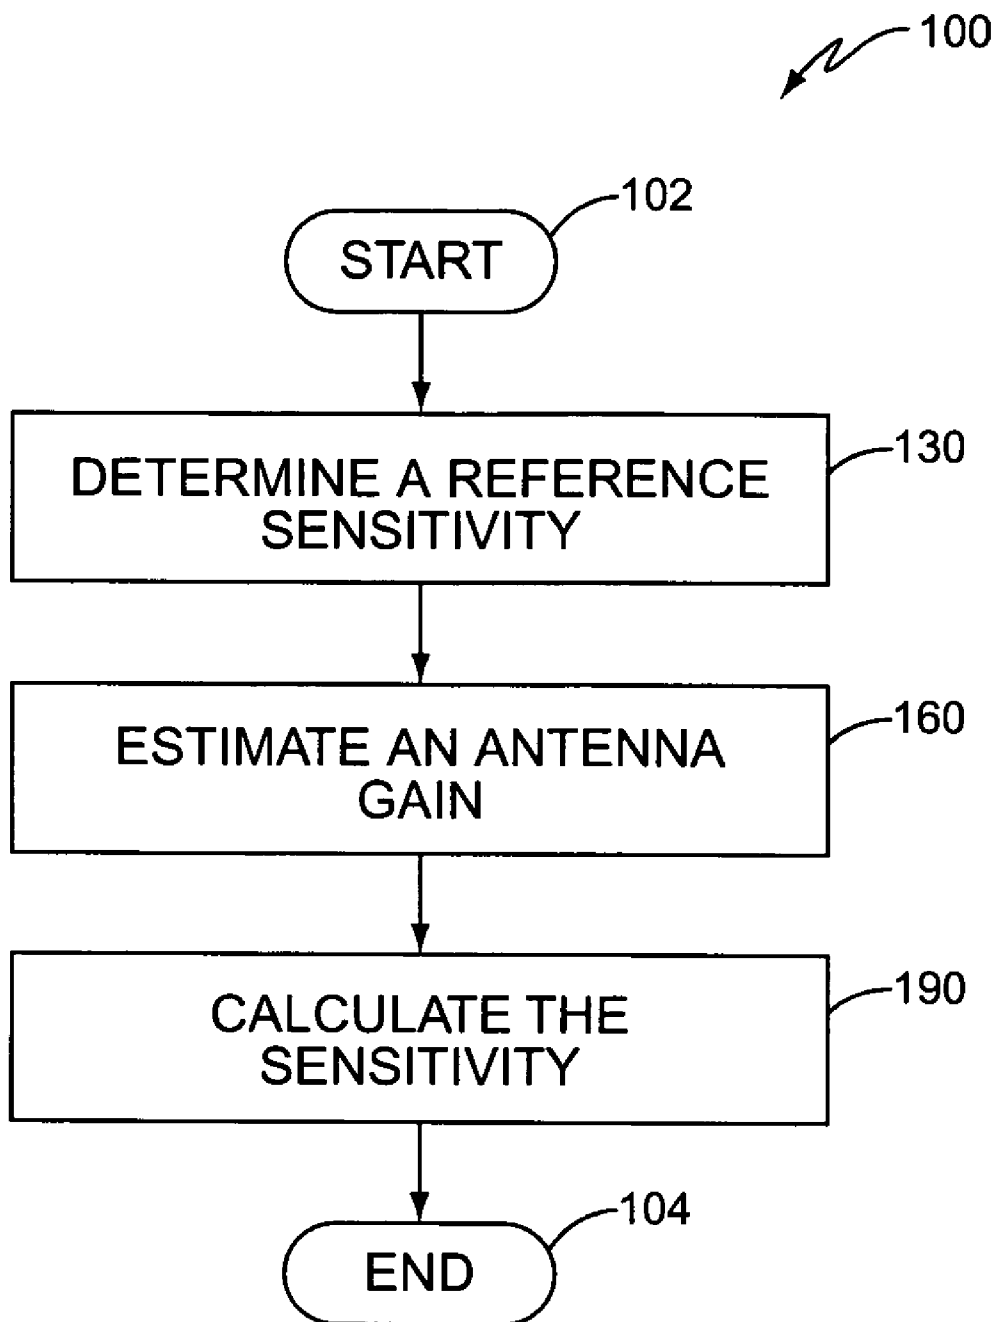 100
102
START
130
DETERMINE A REFERENCE
SENSITIVITY
160
ESTIMATE AN ANTENNA
GAIN
190
CALCULATE THE
SENSITIVITY
104
END